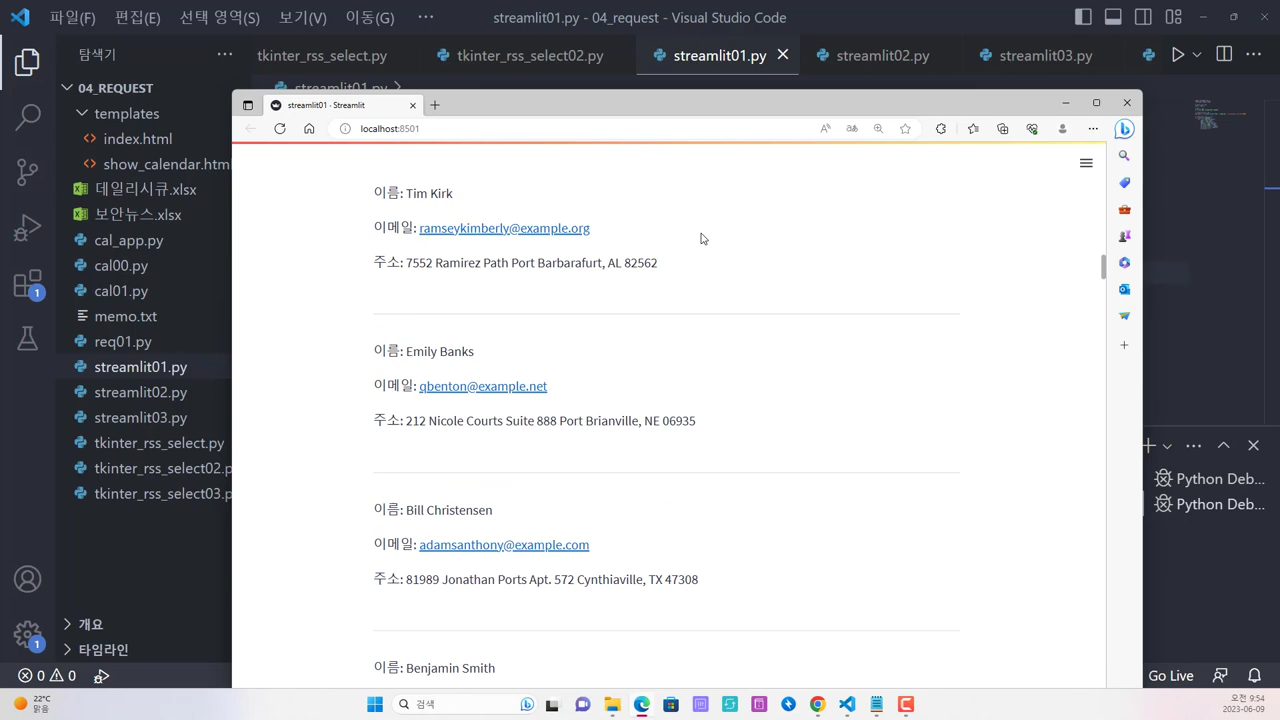 파일(F) 편집(E) 선택 영역(S) 보기(V) 이동(G) ··· streamlit01.py - 04_request - Visual Studio Code
탐색기 ···
tkinter_rss_select.py tkinter_rss_select02.py streamlit01.py streamlit02.py streamlit03.py
04_REQUEST
streamlit01.py
templates
index.html
show_calendar.html
데일리시큐.xlsx
보안뉴스.xlsx
cal_app.py
cal00.py
cal01.py
memo.txt
req01.py
streamlit01.py
streamlit02.py
streamlit03.py
tkinter_rss_select.py
tkinter_rss_select02.p
tkinter_rss_select03.p
개요
타임라인
1
1
streamlit01 · Streamlit
localhost:8501
이름: Tim Kirk
이메일: ramseykimberly@example.org
주소: 7552 Ramirez Path Port Barbarafurt, AL 82562
이름: Emily Banks
이메일: qbenton@example.net
주소: 212 Nicole Courts Suite 888 Port Brianville, NE 06935
이름: Bill Christensen
이메일: adamsanthony@example.com
주소: 81989 Jonathan Ports Apt. 572 Cynthiaville, TX 47308
이름: Benjamin Smith
Python Deb...
Python Deb...
0 0
Go Live
22°C
맑음
검색
오전 9:54
2023-06-09